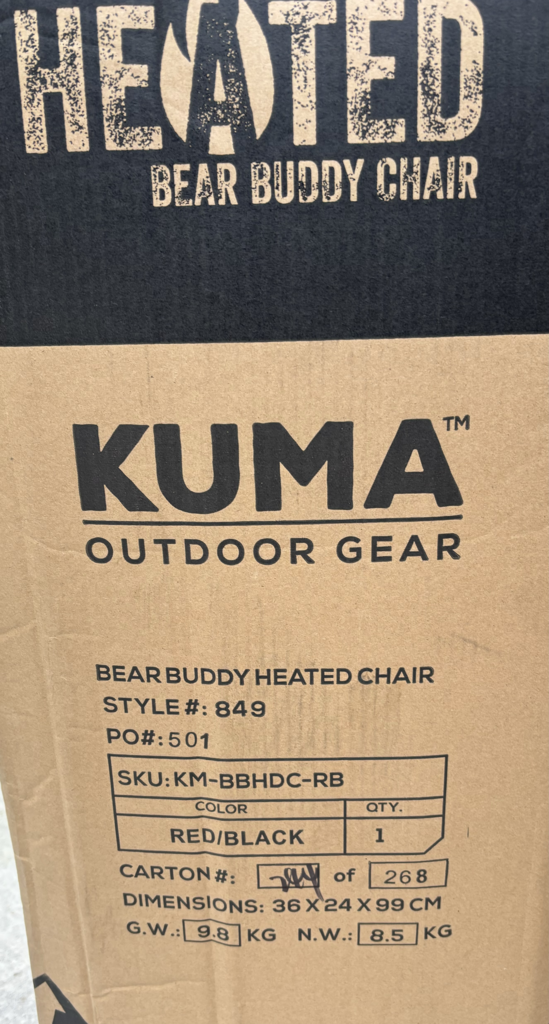 HEATED
BEAR BUDDY CHAIR
KUMA™
OUTDOOR GEAR
BEAR BUDDY HEATED CHAIR
STYLE#: 849
PO#:501
SKU:KM-BBHDC-RB
COLOR QTY.
RED/BLACK 1
CARTON#: of 268
DIMENSIONS: 36 X 24 X 99 CM
G.W.: 9.8 KG N.W.: 8.5 KG